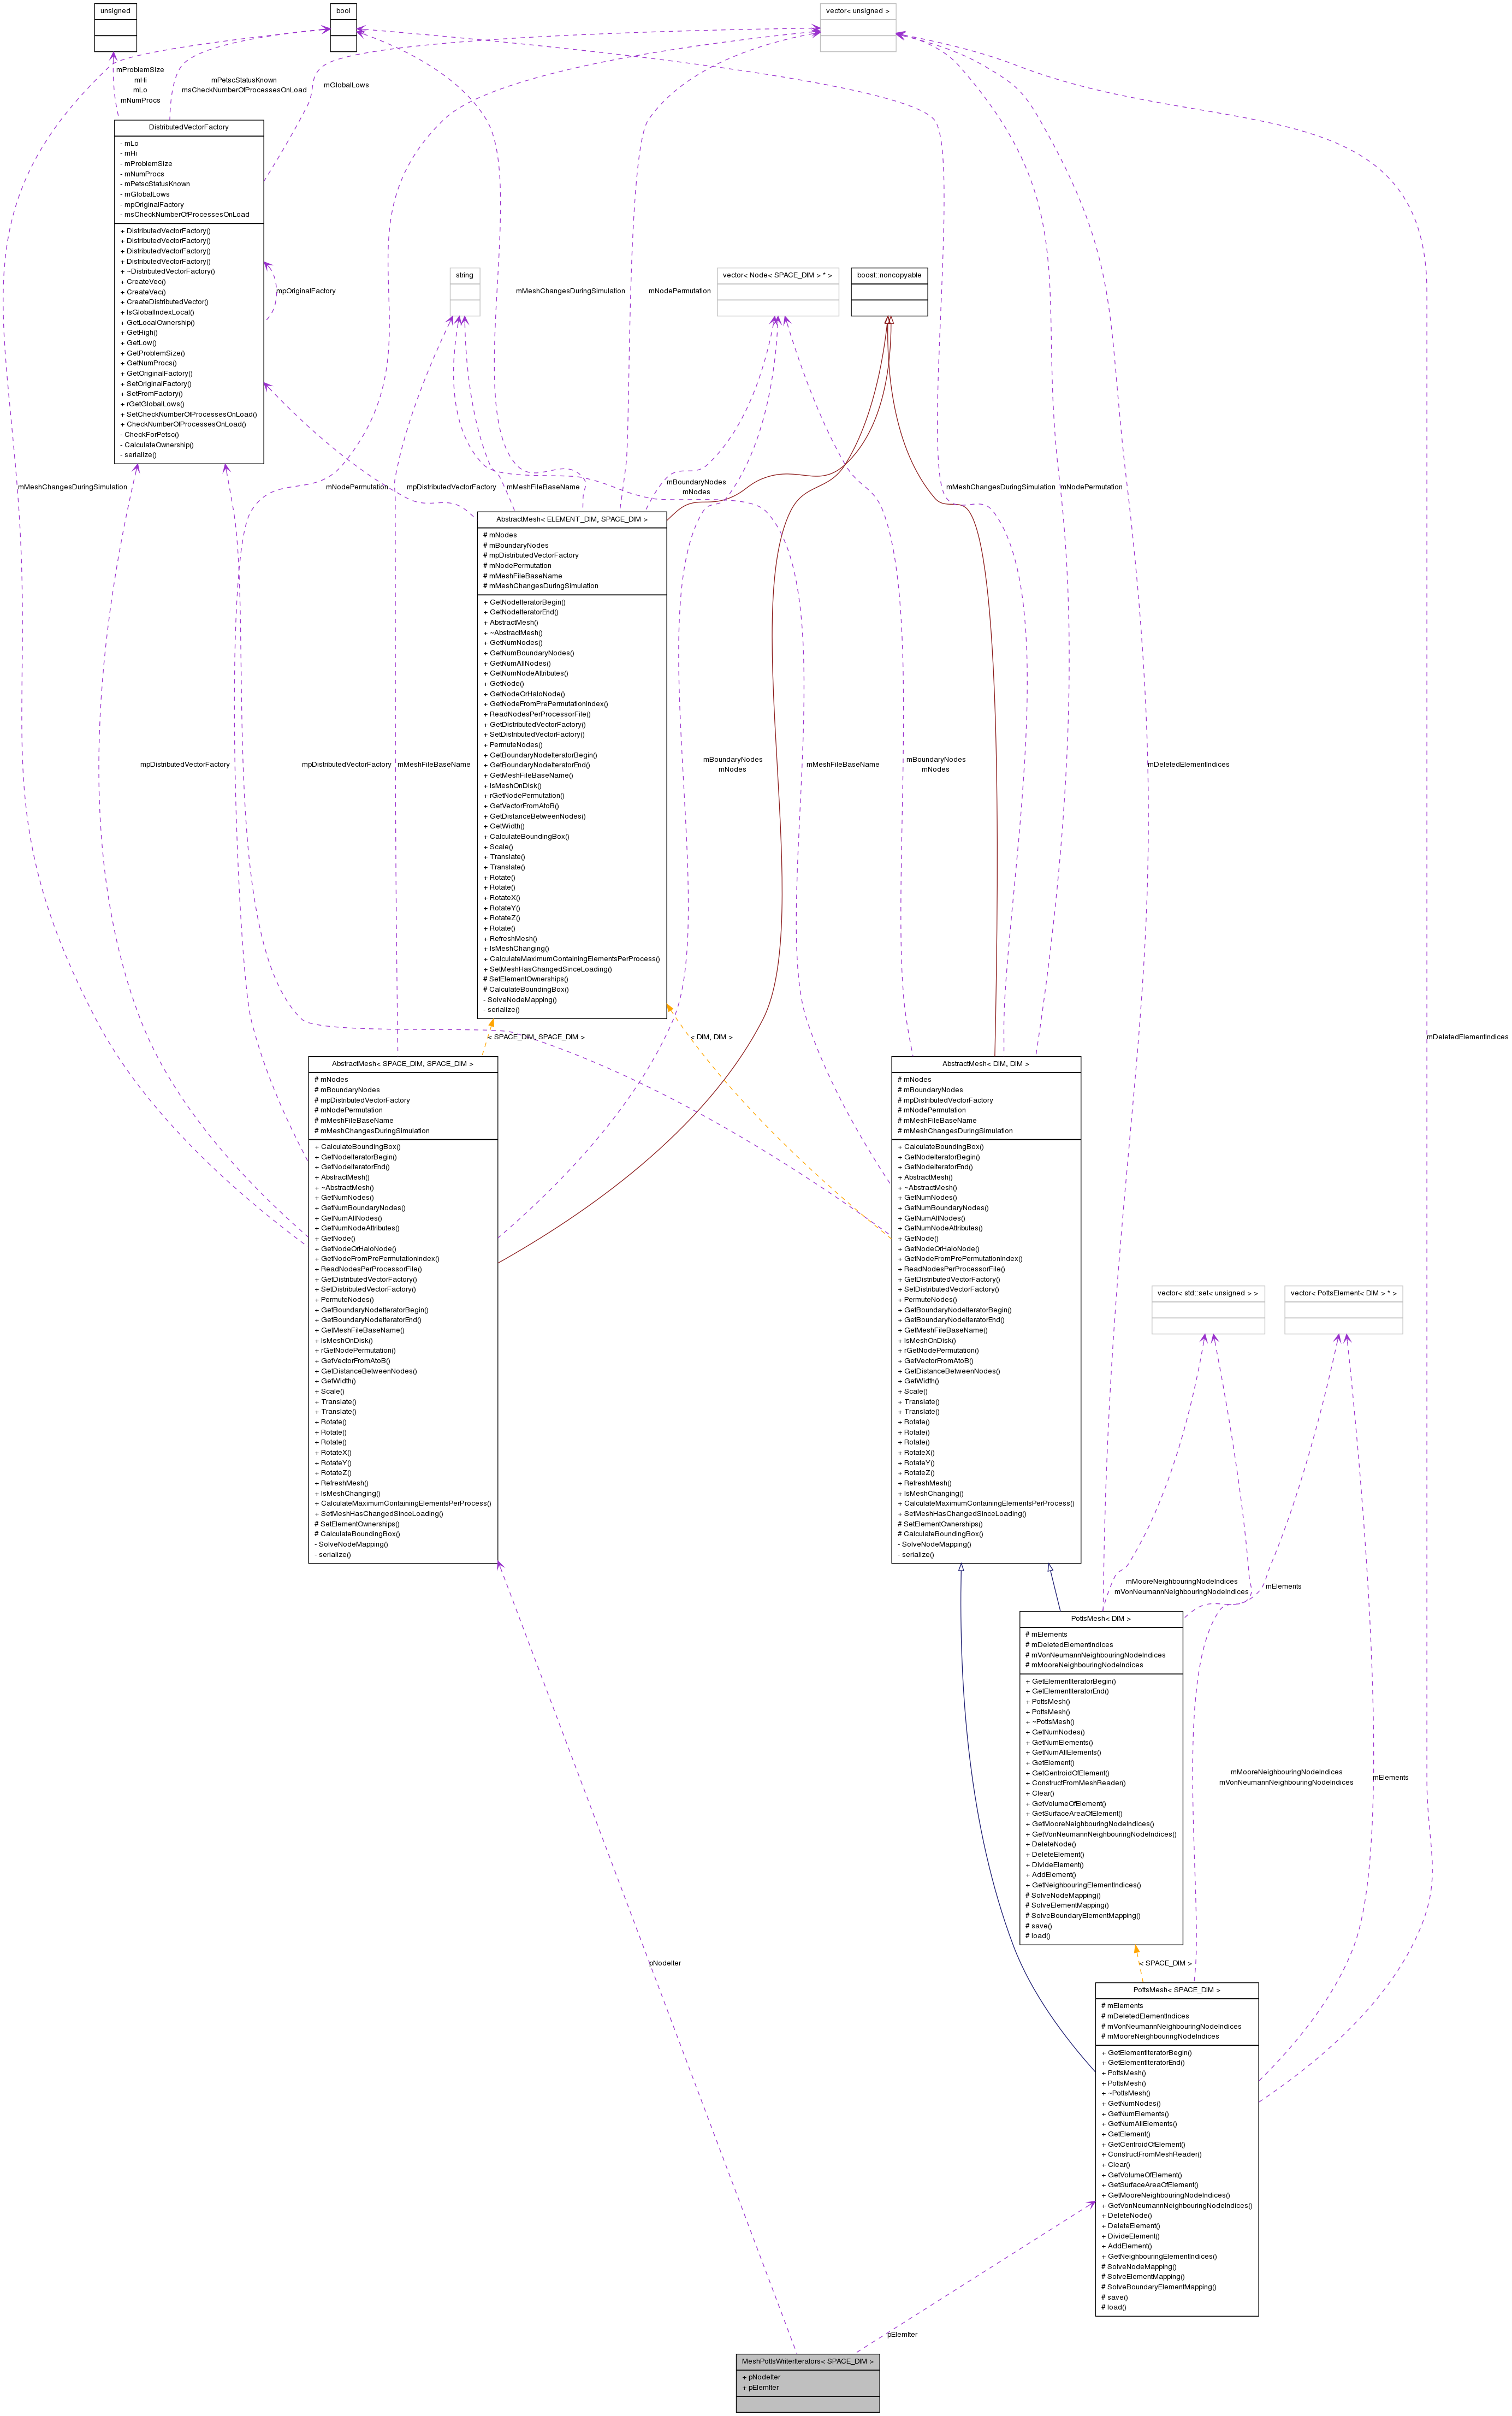 unsigned
bool
vector< unsigned >
mProblemSize
mHi
mLo
mNumProcs
mPetscStatusKnown
msCheckNumberOfProcessesOnLoad
mGlobalLows
DistributedVectorFactory
- mLo
- mHi
- mProblemSize
- mNumProcs
- mPetscStatusKnown
- mGlobalLows
- mpOriginalFactory
- msCheckNumberOfProcessesOnLoad
+ DistributedVectorFactory()
+ DistributedVectorFactory()
+ DistributedVectorFactory()
+ DistributedVectorFactory()
+ ~DistributedVectorFactory()
+ CreateVec()
+ CreateVec()
+ CreateDistributedVector()
+ IsGlobalIndexLocal()
+ GetLocalOwnership()
+ GetHigh()
+ GetLow()
+ GetProblemSize()
+ GetNumProcs()
+ GetOriginalFactory()
+ SetOriginalFactory()
+ SetFromFactory()
+ rGetGlobalLows()
+ SetCheckNumberOfProcessesOnLoad()
+ CheckNumberOfProcessesOnLoad()
- CheckForPetsc()
- CalculateOwnership()
- serialize()
mpOriginalFactory
string
mMeshChangesDuringSimulation
mNodePermutation
vector< Node< SPACE_DIM > * >
boost::noncopyable
mMeshChangesDuringSimulation
mNodePermutation
mpDistributedVectorFactory
mMeshFileBaseName
mBoundaryNodes
mNodes
mMeshChangesDuringSimulation
mNodePermutation
AbstractMesh< ELEMENT_DIM, SPACE_DIM >
# mNodes
# mBoundaryNodes
# mpDistributedVectorFactory
# mNodePermutation
# mMeshFileBaseName
# mMeshChangesDuringSimulation
+ GetNodeIteratorBegin()
+ GetNodeIteratorEnd()
+ AbstractMesh()
+ ~AbstractMesh()
+ GetNumNodes()
+ GetNumBoundaryNodes()
+ GetNumAllNodes()
+ GetNumNodeAttributes()
+ GetNode()
+ GetNodeOrHaloNode()
+ GetNodeFromPrePermutationIndex()
+ ReadNodesPerProcessorFile()
+ GetDistributedVectorFactory()
+ SetDistributedVectorFactory()
+ PermuteNodes()
+ GetBoundaryNodeIteratorBegin()
+ GetBoundaryNodeIteratorEnd()
+ GetMeshFileBaseName()
+ IsMeshOnDisk()
+ rGetNodePermutation()
+ GetVectorFromAtoB()
+ GetDistanceBetweenNodes()
+ GetWidth()
+ CalculateBoundingBox()
+ Scale()
+ Translate()
+ Translate()
+ Rotate()
+ Rotate()
+ RotateX()
+ RotateY()
+ RotateZ()
+ Rotate()
+ RefreshMesh()
+ IsMeshChanging()
+ CalculateMaximumContainingElementsPerProcess()
+ SetMeshHasChangedSinceLoading()
# SetElementOwnerships()
# CalculateBoundingBox()
- SolveNodeMapping()
- serialize()
mpDistributedVectorFactory
mpDistributedVectorFactory
mMeshFileBaseName
mBoundaryNodes
mNodes
mMeshFileBaseName
mBoundaryNodes
mNodes
mDeletedElementIndices
mDeletedElementIndices
< SPACE_DIM, SPACE_DIM >
< DIM, DIM >
AbstractMesh< SPACE_DIM, SPACE_DIM >
# mNodes
# mBoundaryNodes
# mpDistributedVectorFactory
# mNodePermutation
# mMeshFileBaseName
# mMeshChangesDuringSimulation
+ CalculateBoundingBox()
+ GetNodeIteratorBegin()
+ GetNodeIteratorEnd()
+ AbstractMesh()
+ ~AbstractMesh()
+ GetNumNodes()
+ GetNumBoundaryNodes()
+ GetNumAllNodes()
+ GetNumNodeAttributes()
+ GetNode()
+ GetNodeOrHaloNode()
+ GetNodeFromPrePermutationIndex()
+ ReadNodesPerProcessorFile()
+ GetDistributedVectorFactory()
+ SetDistributedVectorFactory()
+ PermuteNodes()
+ GetBoundaryNodeIteratorBegin()
+ GetBoundaryNodeIteratorEnd()
+ GetMeshFileBaseName()
+ IsMeshOnDisk()
+ rGetNodePermutation()
+ GetVectorFromAtoB()
+ GetDistanceBetweenNodes()
+ GetWidth()
+ Scale()
+ Translate()
+ Translate()
+ Rotate()
+ Rotate()
+ Rotate()
+ RotateX()
+ RotateY()
+ RotateZ()
+ RefreshMesh()
+ IsMeshChanging()
+ CalculateMaximumContainingElementsPerProcess()
+ SetMeshHasChangedSinceLoading()
# SetElementOwnerships()
# CalculateBoundingBox()
- SolveNodeMapping()
- serialize()
AbstractMesh< DIM, DIM >
# mNodes
# mBoundaryNodes
# mpDistributedVectorFactory
# mNodePermutation
# mMeshFileBaseName
# mMeshChangesDuringSimulation
+ CalculateBoundingBox()
+ GetNodeIteratorBegin()
+ GetNodeIteratorEnd()
+ AbstractMesh()
+ ~AbstractMesh()
+ GetNumNodes()
+ GetNumBoundaryNodes()
+ GetNumAllNodes()
+ GetNumNodeAttributes()
+ GetNode()
+ GetNodeOrHaloNode()
+ GetNodeFromPrePermutationIndex()
+ ReadNodesPerProcessorFile()
+ GetDistributedVectorFactory()
+ SetDistributedVectorFactory()
+ PermuteNodes()
+ GetBoundaryNodeIteratorBegin()
+ GetBoundaryNodeIteratorEnd()
+ GetMeshFileBaseName()
+ IsMeshOnDisk()
+ rGetNodePermutation()
+ GetVectorFromAtoB()
+ GetDistanceBetweenNodes()
+ GetWidth()
+ Scale()
+ Translate()
+ Translate()
+ Rotate()
+ Rotate()
+ Rotate()
+ RotateX()
+ RotateY()
+ RotateZ()
+ RefreshMesh()
+ IsMeshChanging()
+ CalculateMaximumContainingElementsPerProcess()
+ SetMeshHasChangedSinceLoading()
# SetElementOwnerships()
# CalculateBoundingBox()
- SolveNodeMapping()
- serialize()
vector< std::set< unsigned > >
vector< PottsElement< DIM > * >
mMooreNeighbouringNodeIndices
mVonNeumannNeighbouringNodeIndices
mElements
PottsMesh< DIM >
# mElements
# mDeletedElementIndices
# mVonNeumannNeighbouringNodeIndices
# mMooreNeighbouringNodeIndices
+ GetElementIteratorBegin()
+ GetElementIteratorEnd()
+ PottsMesh()
+ PottsMesh()
+ ~PottsMesh()
+ GetNumNodes()
+ GetNumElements()
+ GetNumAllElements()
+ GetElement()
+ GetCentroidOfElement()
+ ConstructFromMeshReader()
+ Clear()
+ GetVolumeOfElement()
+ GetSurfaceAreaOfElement()
+ GetMooreNeighbouringNodeIndices()
+ GetVonNeumannNeighbouringNodeIndices()
+ DeleteNode()
+ DeleteElement()
+ DivideElement()
+ AddElement()
+ GetNeighbouringElementIndices()
# SolveNodeMapping()
# SolveElementMapping()
# SolveBoundaryElementMapping()
# save()
# load()
mMooreNeighbouringNodeIndices
mVonNeumannNeighbouringNodeIndices
mElements
pNodeIter
< SPACE_DIM >
PottsMesh< SPACE_DIM >
# mElements
# mDeletedElementIndices
# mVonNeumannNeighbouringNodeIndices
# mMooreNeighbouringNodeIndices
+ GetElementIteratorBegin()
+ GetElementIteratorEnd()
+ PottsMesh()
+ PottsMesh()
+ ~PottsMesh()
+ GetNumNodes()
+ GetNumElements()
+ GetNumAllElements()
+ GetElement()
+ GetCentroidOfElement()
+ ConstructFromMeshReader()
+ Clear()
+ GetVolumeOfElement()
+ GetSurfaceAreaOfElement()
+ GetMooreNeighbouringNodeIndices()
+ GetVonNeumannNeighbouringNodeIndices()
+ DeleteNode()
+ DeleteElement()
+ DivideElement()
+ AddElement()
+ GetNeighbouringElementIndices()
# SolveNodeMapping()
# SolveElementMapping()
# SolveBoundaryElementMapping()
# save()
# load()
pElemIter
MeshPottsWriterIterators< SPACE_DIM >
+ pNodeIter
+ pElemIter